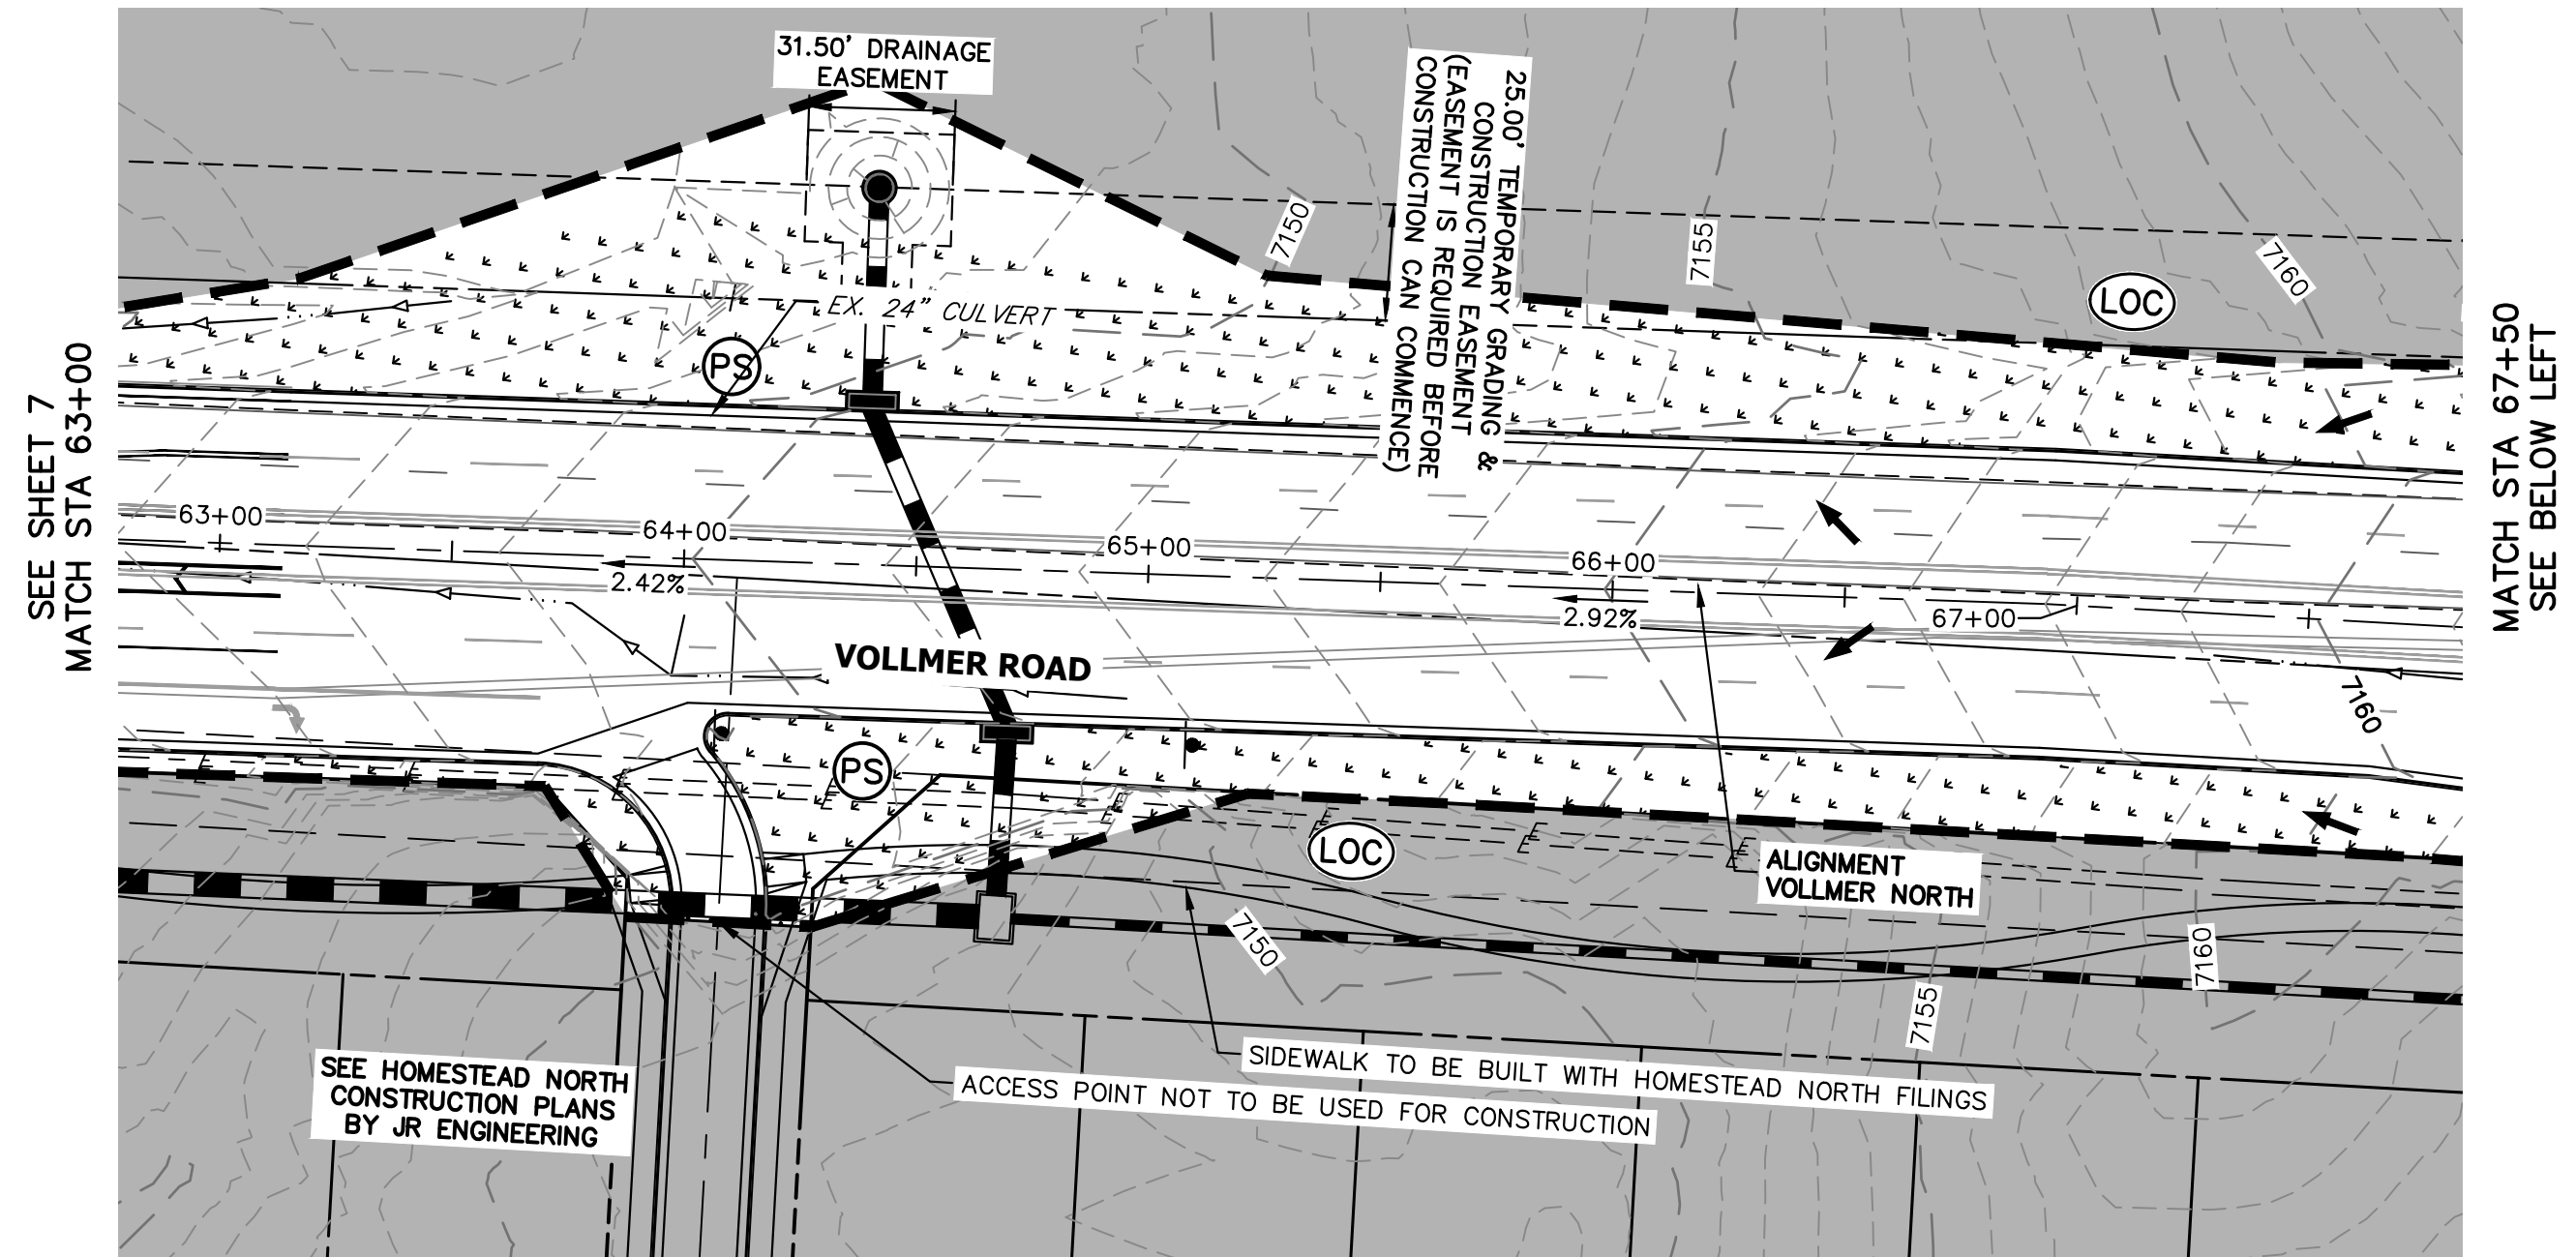 31.50' DRAINAGE
EASEMENT
25.00' TEMPORARY GRADING &
CONSTRUCTION EASEMENT
(EASEMENT IS REQUIRED BEFORE
CONSTRUCTION CAN COMMENCE)
7150
7155
7160
LOC
SEE SHEET 7
MATCH STA 63+00
MATCH STA 67+50
SEE BELOW LEFT
EX. 24" CULVERT
PS
63+00
64+00
65+00
66+00
67+00
2.42%
2.92%
VOLLMER ROAD
7160
PS
LOC
ALIGNMENT
VOLLMER NORTH
7150
7155
7160
SEE HOMESTEAD NORTH
CONSTRUCTION PLANS
BY JR ENGINEERING
SIDEWALK TO BE BUILT WITH HOMESTEAD NORTH FILINGS
ACCESS POINT NOT TO BE USED FOR CONSTRUCTION